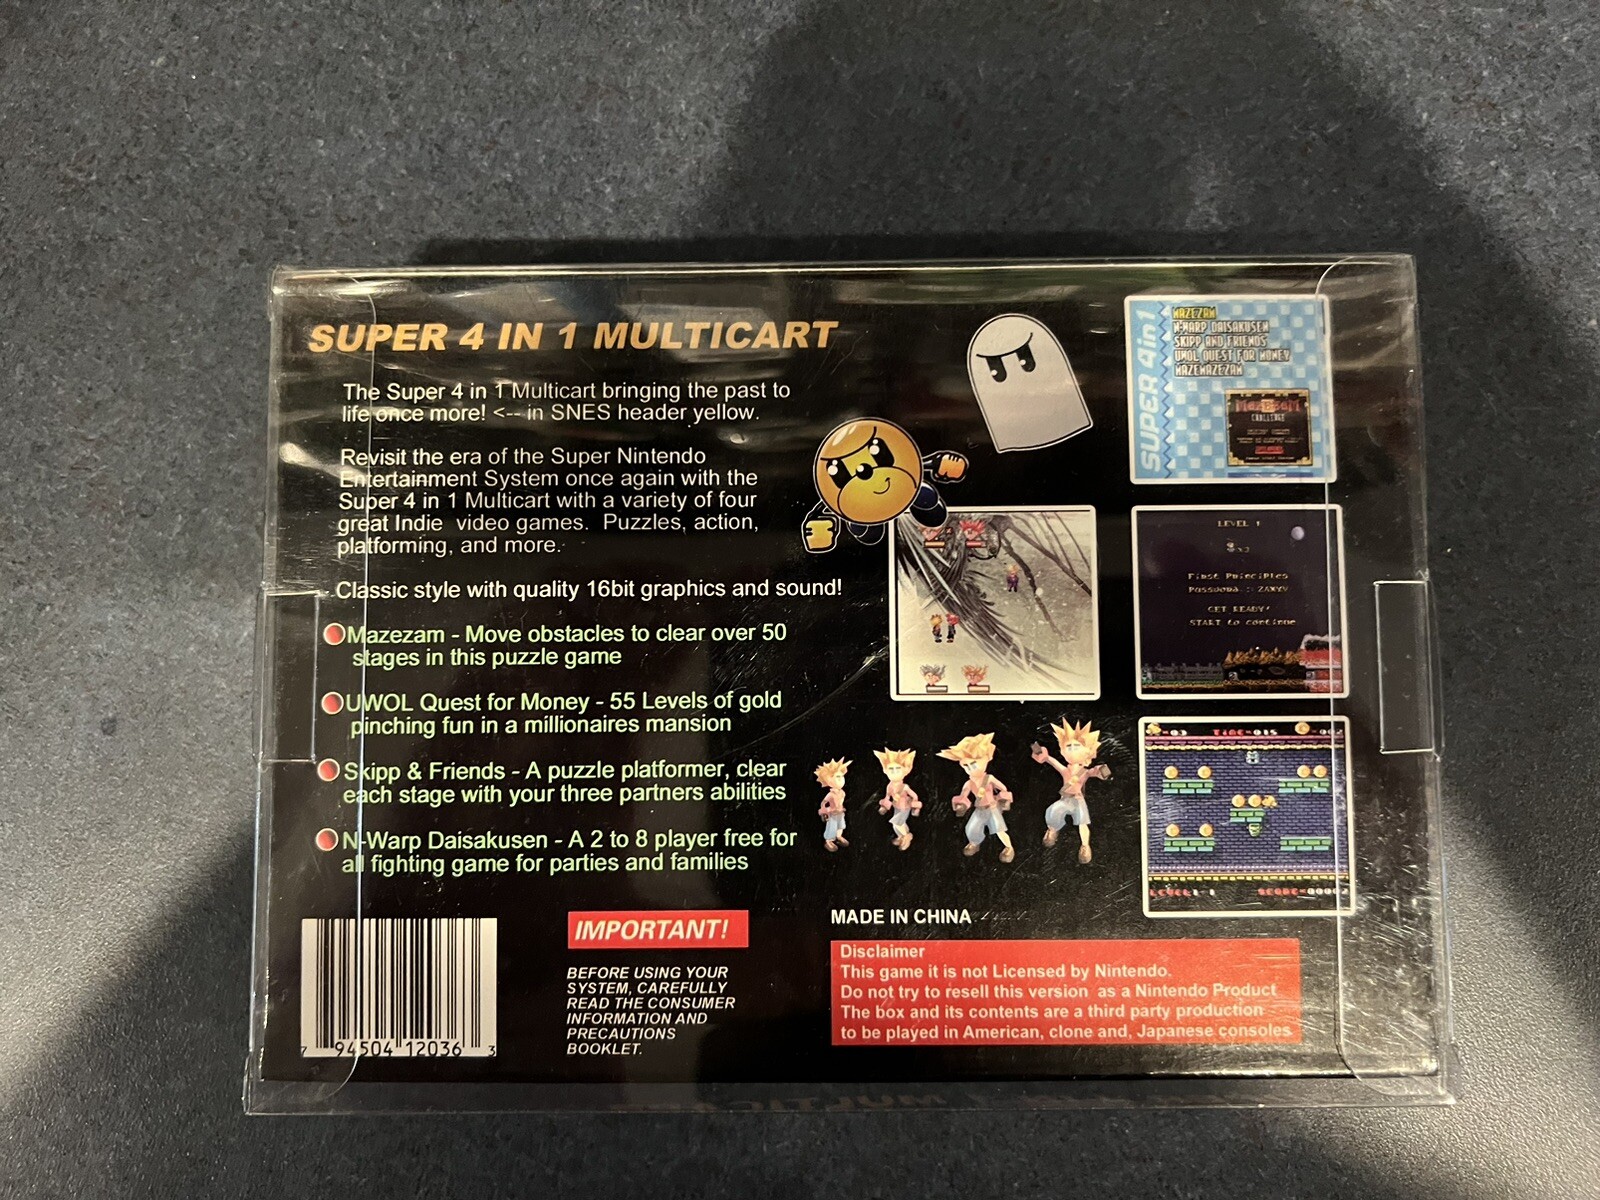 SUPER 4 IN 1 MULTICART
The Super 4 in 1 Multicart bringing the past to
life once more! <-- in SNES header yellow.
Revisit the era of the Super Nintendo
Entertainment System once again with the
Super 4 in 1 Multicart with a variety of four
great Indie video games. Puzzles, action,
platforming, and more.
Classic style with quality 16bit graphics and sound!
Mazezam - Move obstacles to clear over 50
stages in this puzzle game
UWOL Quest for Money - 55 Levels of gold
pinching fun in a millionaires mansion
Skipp & Friends - A puzzle platformer, clear
each stage with your three partners abilities
N-Warp Daisakusen - A 2 to 8 player free for
all fighting game for parties and families
7 94504 12036 3
IMPORTANT!
BEFORE USING YOUR
SYSTEM, CAREFULLY
READ THE CONSUMER
INFORMATION AND
PRECAUTIONS
BOOKLET.
MADE IN CHINA
Disclaimer
This game it is not Licensed by Nintendo.
Do not try to resell this version as a Nintendo Product
The box and its contents are a third party production
to be played in American, clone and, Japanese consoles
SUPER 4in1
MAZEZAM
N-WARP DAISAKUSEN
SKIPP AND FRIENDS
UWOL QUEST FOR MONEY
MAZEMAZEZAM
MazezaM
CHALLENGE
LEVEL 1
First Principles
Password : ZAXYV
GET READY!
START to continue
TIME=015
LEVEL 1-1